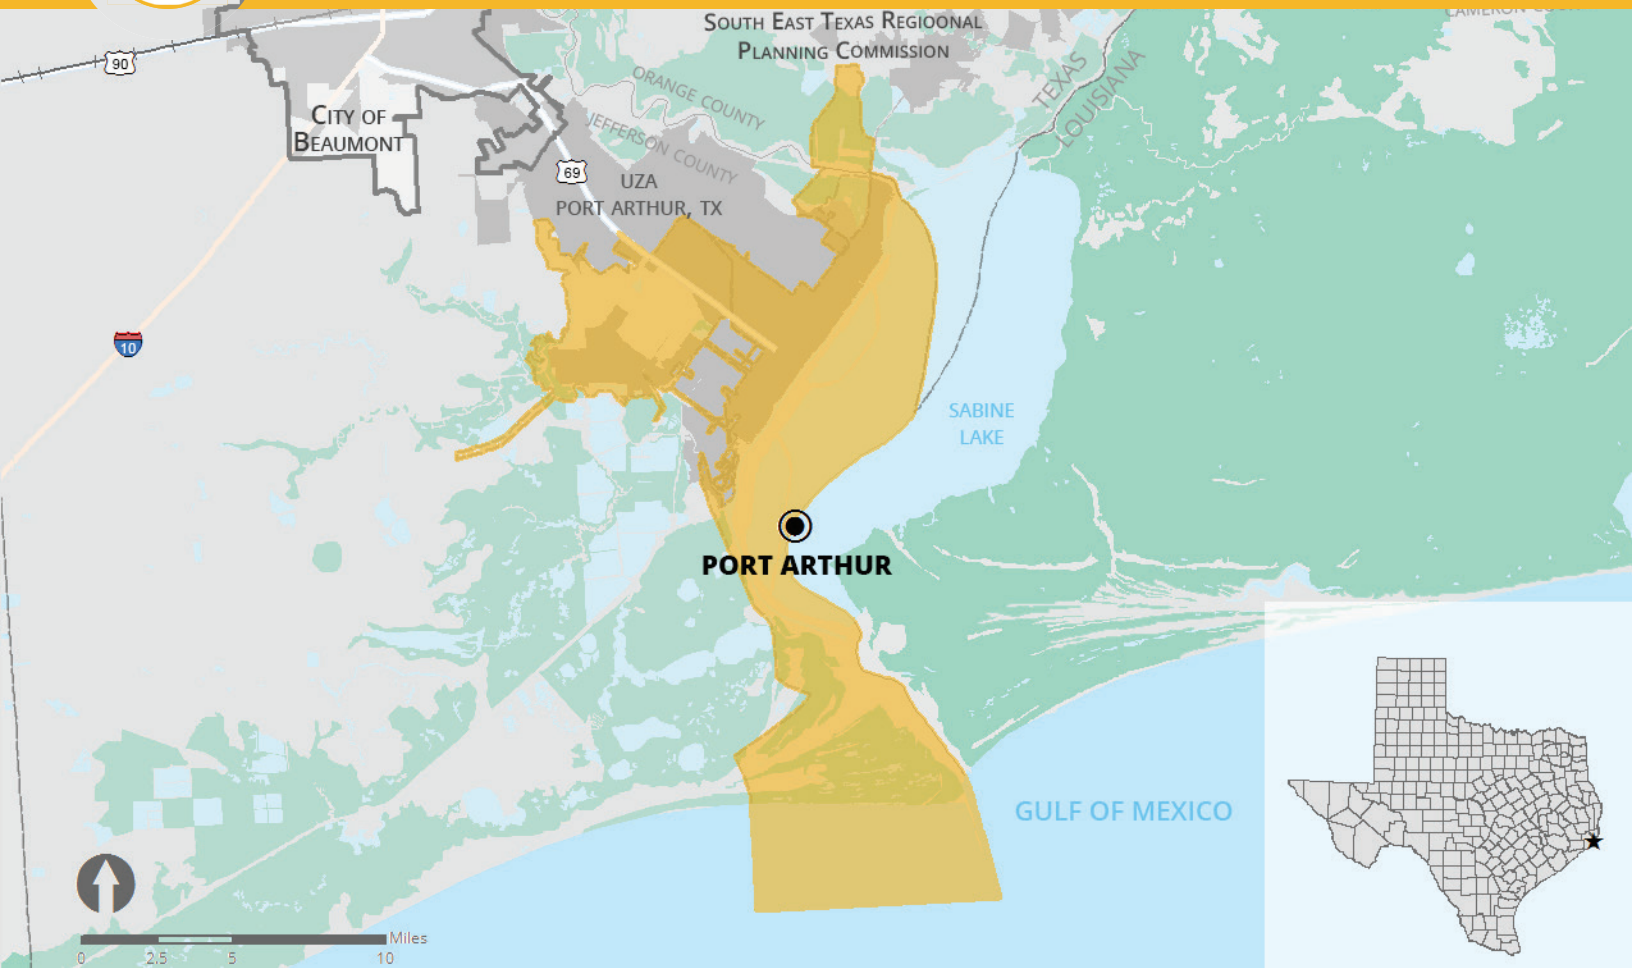 SOUTH EAST TEXAS REGIOONAL
PLANNING COMMISSION
90
ORANGE COUNTY
TEXAS
LOUISIANA
CITY OF
BEAUMONT
JEFFERSON COUNTY
69
UZA
PORT ARTHUR, TX
10
SABINE
LAKE
PORT ARTHUR
GULF OF MEXICO
Miles
0 2.5 5 10